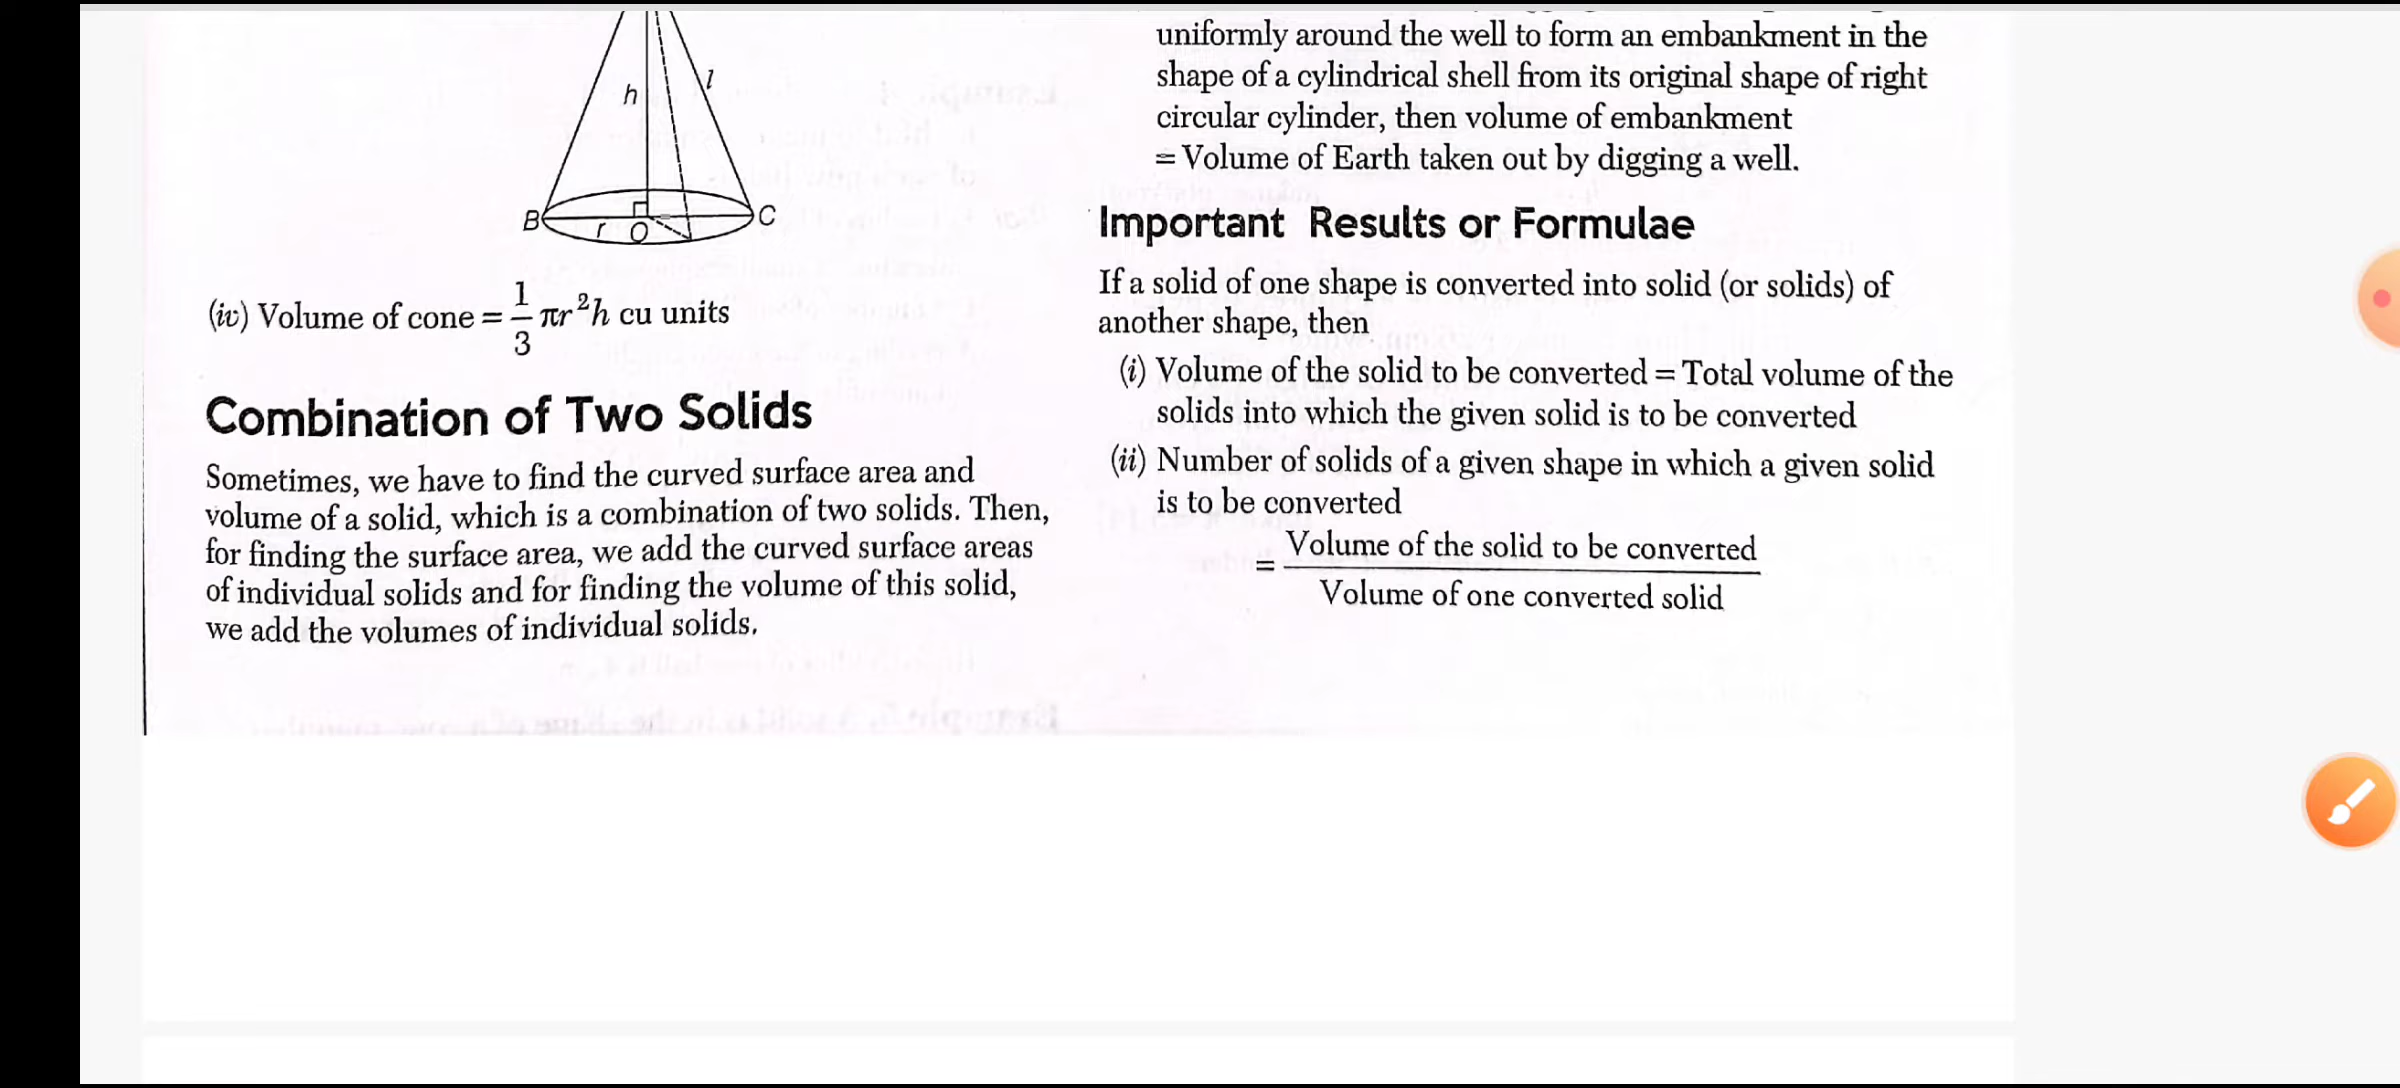 h
l
B
r
O
C
(iv) Volume of cone = 1/3 πr²h cu units
Combination of Two Solids
Sometimes, we have to find the curved surface area and
volume of a solid, which is a combination of two solids. Then,
for finding the surface area, we add the curved surface areas
of individual solids and for finding the volume of this solid,
we add the volumes of individual solids.
uniformly around the well to form an embankment in the
shape of a cylindrical shell from its original shape of right
circular cylinder, then volume of embankment
= Volume of Earth taken out by digging a well.
Important Results or Formulae
If a solid of one shape is converted into solid (or solids) of
another shape, then
(i) Volume of the solid to be converted = Total volume of the
solids into which the given solid is to be converted
(ii) Number of solids of a given shape in which a given solid
is to be converted
= Volume of the solid to be converted
Volume of one converted solid